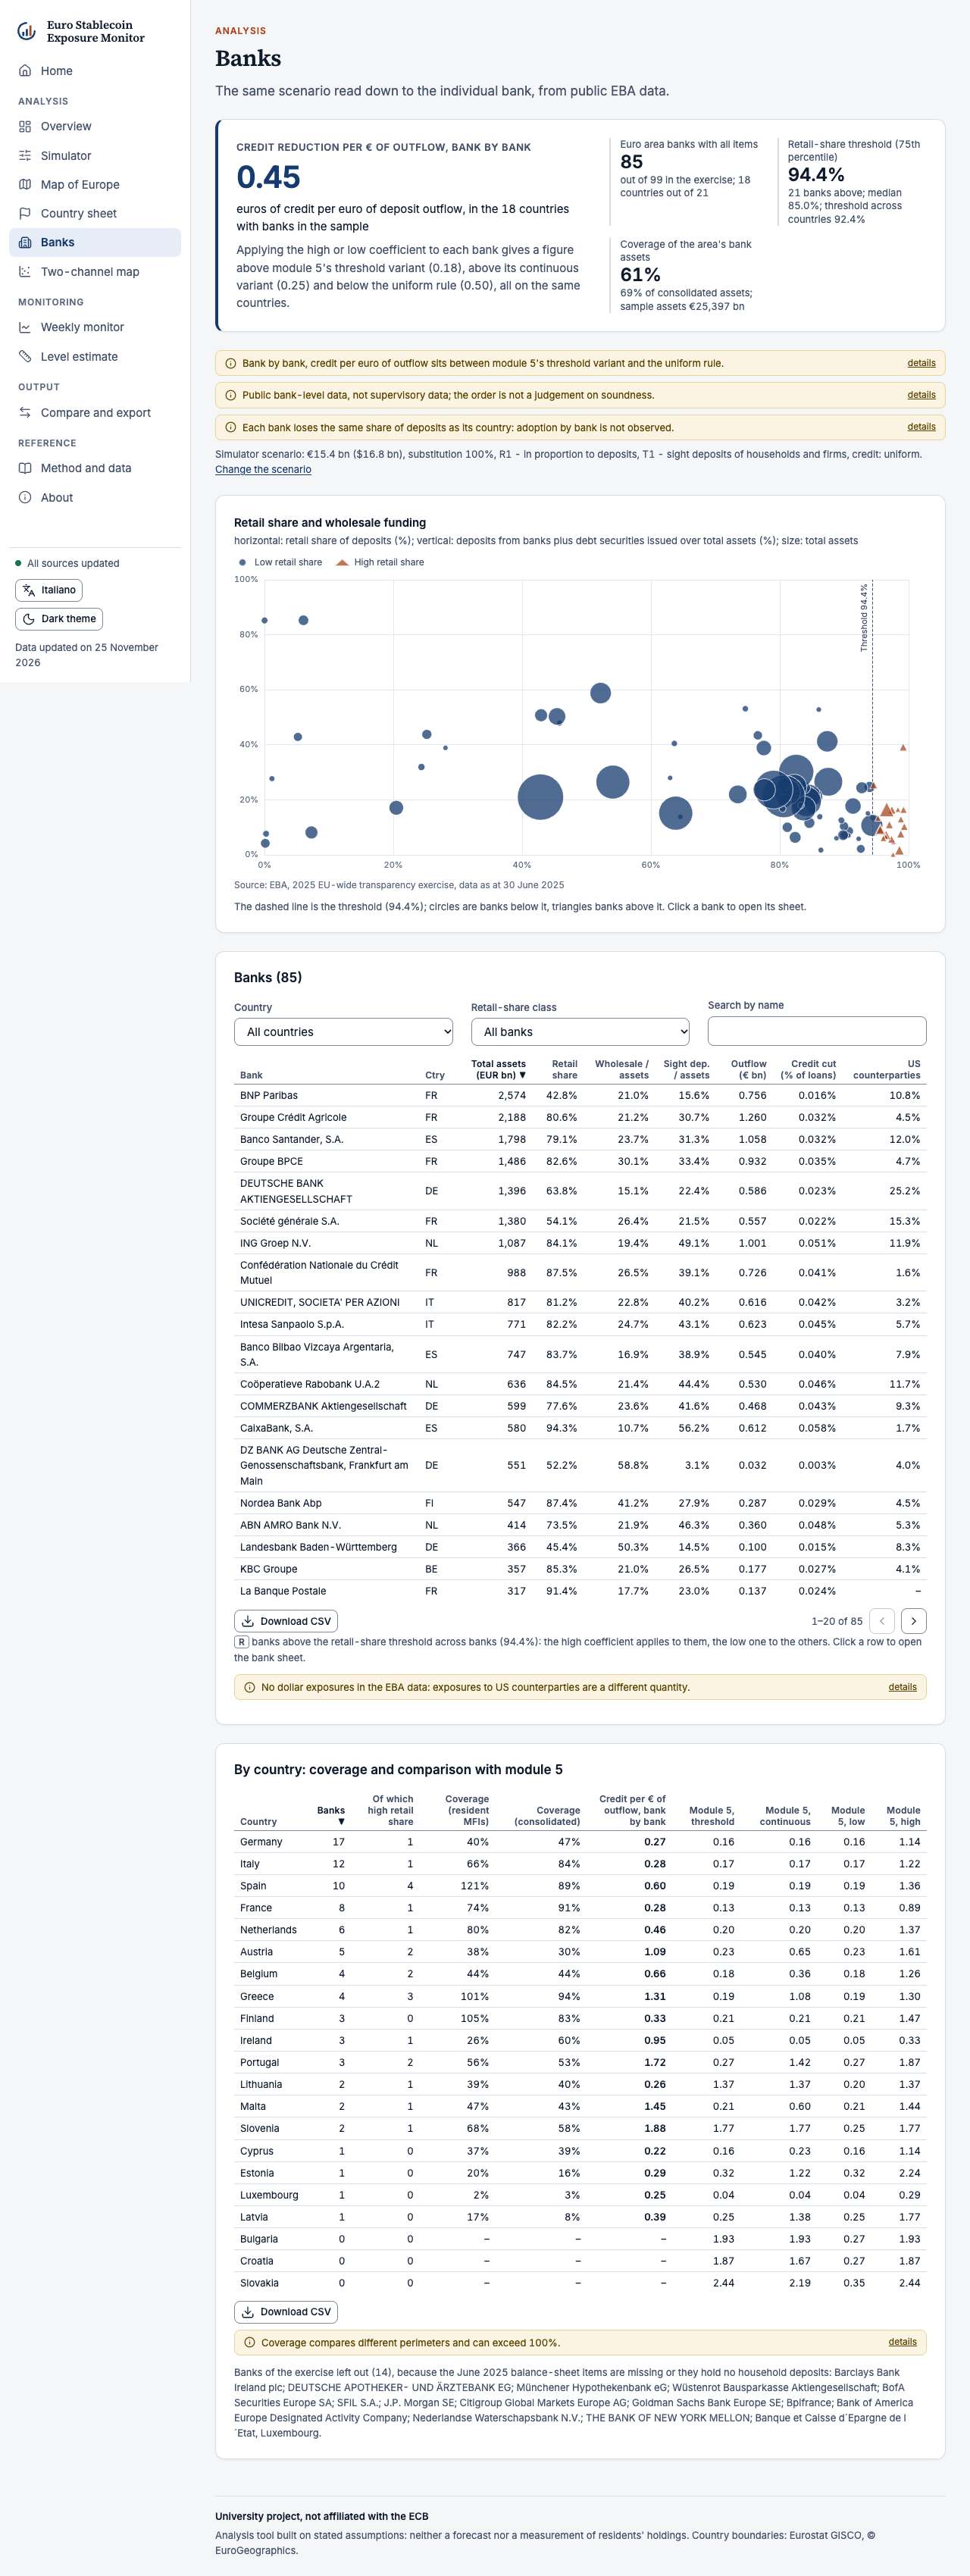 Euro Stablecoin
Exposure Monitor
Home
ANALYSIS
Overview
Simulator
Map of Europe
Country sheet
Banks
Two-channel map
MONITORING
Weekly monitor
Level estimate
OUTPUT
Compare and export
REFERENCE
Method and data
About
All sources updated
Italiano
Dark theme
Data updated on 25 November
2026
ANALYSIS
Banks
The same scenario read down to the individual bank, from public EBA data.
CREDIT REDUCTION PER € OF OUTFLOW, BANK BY BANK
0.45
euros of credit per euro of deposit outflow, in the 18 countries
with banks in the sample
Applying the high or low coefficient to each bank gives a figure
above module 5's threshold variant (0.18), above its continuous
variant (0.25) and below the uniform rule (0.50), all on the same
countries.
Euro area banks with all items
85
out of 99 in the exercise; 18
countries out of 21
Retail-share threshold (75th
percentile)
94.4%
21 banks above; median
85.0%; threshold across
countries 92.4%
Coverage of the area's bank
assets
61%
69% of consolidated assets;
sample assets €25,397 bn
Bank by bank, credit per euro of outflow sits between module 5's threshold variant and the uniform rule. details
Public bank-level data, not supervisory data; the order is not a judgement on soundness. details
Each bank loses the same share of deposits as its country: adoption by bank is not observed. details
Simulator scenario: €15.4 bn ($16.8 bn), substitution 100%, R1 - in proportion to deposits, T1 - sight deposits of households and firms, credit: uniform.
Change the scenario
Retail share and wholesale funding
horizontal: retail share of deposits (%); vertical: deposits from banks plus debt securities issued over total assets (%); size: total assets
Low retail share High retail share
100%
80%
60%
40%
20%
0%
Threshold 94.4%
0% 20% 40% 60% 80% 100%
Source: EBA, 2025 EU-wide transparency exercise, data as at 30 June 2025
The dashed line is the threshold (94.4%); circles are banks below it, triangles banks above it. Click a bank to open its sheet.
Banks (85)
Country Retail-share class Search by name
All countries All banks
Bank Ctry Total assets (EUR bn) ▼ Retail share Wholesale / assets Sight dep. / assets Outflow (€ bn) Credit cut (% of loans) US counterparties
BNP Paribas FR 2,574 42.8% 21.0% 15.6% 0.756 0.016% 10.8%
Groupe Crédit Agricole FR 2,188 80.6% 21.2% 30.7% 1.260 0.032% 4.5%
Banco Santander, S.A. ES 1,798 79.1% 23.7% 31.3% 1.058 0.032% 12.0%
Groupe BPCE FR 1,486 82.6% 30.1% 33.4% 0.932 0.035% 4.7%
DEUTSCHE BANK
AKTIENGESELLSCHAFT DE 1,396 63.8% 15.1% 22.4% 0.586 0.023% 25.2%
Société générale S.A. FR 1,380 54.1% 26.4% 21.5% 0.557 0.022% 15.3%
ING Groep N.V. NL 1,087 84.1% 19.4% 49.1% 1.001 0.051% 11.9%
Confédération Nationale du Crédit
Mutuel FR 988 87.5% 26.5% 39.1% 0.726 0.041% 1.6%
UNICREDIT, SOCIETA' PER AZIONI IT 817 81.2% 22.8% 40.2% 0.616 0.042% 3.2%
Intesa Sanpaolo S.p.A. IT 771 82.2% 24.7% 43.1% 0.623 0.045% 5.7%
Banco Bilbao Vizcaya Argentaria,
S.A. ES 747 83.7% 16.9% 38.9% 0.545 0.040% 7.9%
Coöperatieve Rabobank U.A.2 NL 636 84.5% 21.4% 44.4% 0.530 0.046% 11.7%
COMMERZBANK Aktiengesellschaft DE 599 77.6% 23.6% 41.6% 0.468 0.043% 9.3%
CaixaBank, S.A. ES 580 94.3% 10.7% 56.2% 0.612 0.058% 1.7%
DZ BANK AG Deutsche Zentral-
Genossenschaftsbank, Frankfurt am
Main DE 551 52.2% 58.8% 3.1% 0.032 0.003% 4.0%
Nordea Bank Abp FI 547 87.4% 41.2% 27.9% 0.287 0.029% 4.5%
ABN AMRO Bank N.V. NL 414 73.5% 21.9% 46.3% 0.360 0.048% 5.3%
Landesbank Baden-Württemberg DE 366 45.4% 50.3% 14.5% 0.100 0.015% 8.3%
KBC Groupe BE 357 85.3% 21.0% 26.5% 0.177 0.027% 4.1%
La Banque Postale FR 317 91.4% 17.7% 23.0% 0.137 0.024% –
Download CSV 1–20 of 85
R banks above the retail-share threshold across banks (94.4%): the high coefficient applies to them, the low one to the others. Click a row to open
the bank sheet.
No dollar exposures in the EBA data: exposures to US counterparties are a different quantity. details
By country: coverage and comparison with module 5
Country Banks ▼ Of which high retail share Coverage (resident MFIs) Coverage (consolidated) Credit per € of outflow, bank by bank Module 5, threshold Module 5, continuous Module 5, low Module 5, high
Germany 17 1 40% 47% 0.27 0.16 0.16 0.16 1.14
Italy 12 1 66% 84% 0.28 0.17 0.17 0.17 1.22
Spain 10 4 121% 89% 0.60 0.19 0.19 0.19 1.36
France 8 1 74% 91% 0.28 0.13 0.13 0.13 0.89
Netherlands 6 1 80% 82% 0.46 0.20 0.20 0.20 1.37
Austria 5 2 38% 30% 1.09 0.23 0.65 0.23 1.61
Belgium 4 2 44% 44% 0.66 0.18 0.36 0.18 1.26
Greece 4 3 101% 94% 1.31 0.19 1.08 0.19 1.30
Finland 3 0 105% 83% 0.33 0.21 0.21 0.21 1.47
Ireland 3 1 26% 60% 0.95 0.05 0.05 0.05 0.33
Portugal 3 2 56% 53% 1.72 0.27 1.42 0.27 1.87
Lithuania 2 1 39% 40% 0.26 1.37 1.37 0.20 1.37
Malta 2 1 47% 43% 1.45 0.21 0.60 0.21 1.44
Slovenia 2 1 68% 58% 1.88 1.77 1.77 0.25 1.77
Cyprus 1 0 37% 39% 0.22 0.16 0.23 0.16 1.14
Estonia 1 0 20% 16% 0.29 0.32 1.22 0.32 2.24
Luxembourg 1 0 2% 3% 0.25 0.04 0.04 0.04 0.29
Latvia 1 0 17% 8% 0.39 0.25 1.38 0.25 1.77
Bulgaria 0 0 – – – 1.93 1.93 0.27 1.93
Croatia 0 0 – – – 1.87 1.67 0.27 1.87
Slovakia 0 0 – – – 2.44 2.19 0.35 2.44
Download CSV
Coverage compares different perimeters and can exceed 100%. details
Banks of the exercise left out (14), because the June 2025 balance-sheet items are missing or they hold no household deposits: Barclays Bank
Ireland plc; DEUTSCHE APOTHEKER- UND ÄRZTEBANK EG; Münchener Hypothekenbank eG; Wüstenrot Bausparkasse Aktiengesellschaft; BofA
Securities Europe SA; SFIL S.A.; J.P. Morgan SE; Citigroup Global Markets Europe AG; Goldman Sachs Bank Europe SE; Bpifrance; Bank of America
Europe Designated Activity Company; Nederlandse Waterschapsbank N.V.; THE BANK OF NEW YORK MELLON; Banque et Caisse d´Epargne de l
´Etat, Luxembourg.
University project, not affiliated with the ECB
Analysis tool built on stated assumptions: neither a forecast nor a measurement of residents' holdings. Country boundaries: Eurostat GISCO, ©
EuroGeographics.